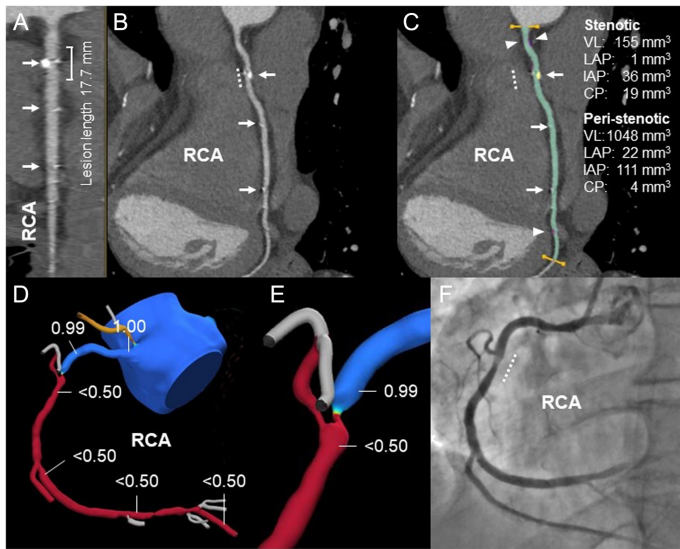 A
Lesion length 17.7 mm
RCA
B
RCA
C
RCA
Stenotic
VL: 155 mm³
LAP: 1 mm³
IAP: 36 mm³
CP: 19 mm³
Peri-stenotic
VL: 1048 mm³
LAP: 22 mm³
IAP: 111 mm³
CP: 4 mm³
D
0.99
1.00
<0.50
RCA
<0.50
<0.50
<0.50
E
0.99
<0.50
F
RCA